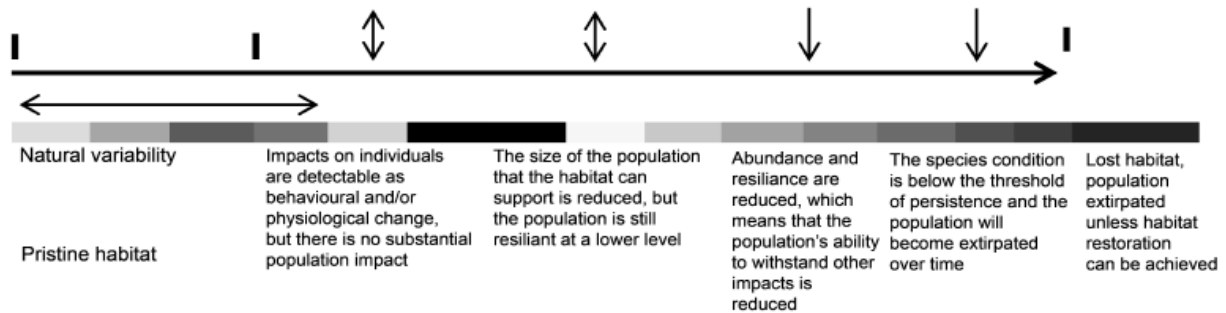 Natural variability
Pristine habitat
Impacts on individuals
are detectable as
behavioural and/or
physiological change,
but there is no substantial
population impact
The size of the population
that the habitat can
support is reduced, but
the population is still
resiliant at a lower level
Abundance and
resiliance are
reduced, which
means that the
population's ability
to withstand other
impacts is
reduced
The species condition
is below the threshold
of persistence and the
population will
become extirpated
over time
Lost habitat,
population
extirpated
unless habitat
restoration
can be achieved